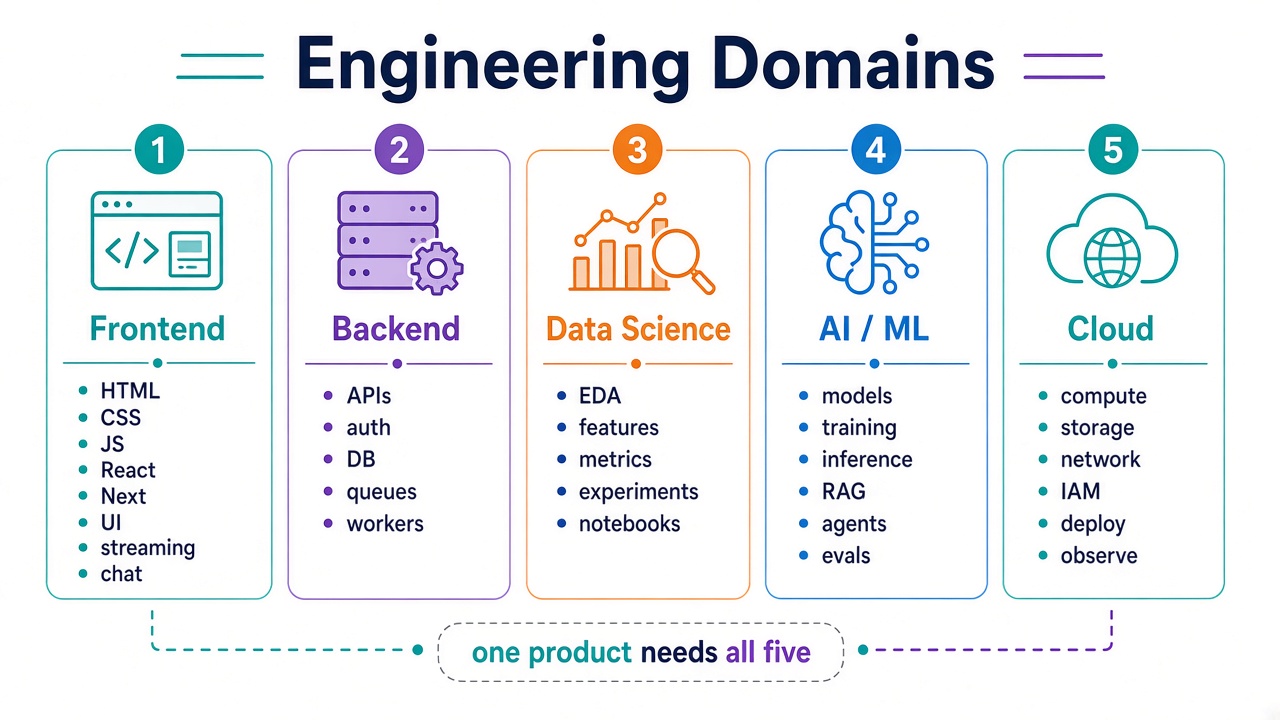 Engineering Domains
1
Frontend
HTML
CSS
JS
React
Next
UI
streaming
chat
2
Backend
APIs
auth
DB
queues
workers
3
Data Science
EDA
features
metrics
experiments
notebooks
4
AI / ML
models
training
inference
RAG
agents
evals
5
Cloud
compute
storage
network
IAM
deploy
observe
one product needs all five